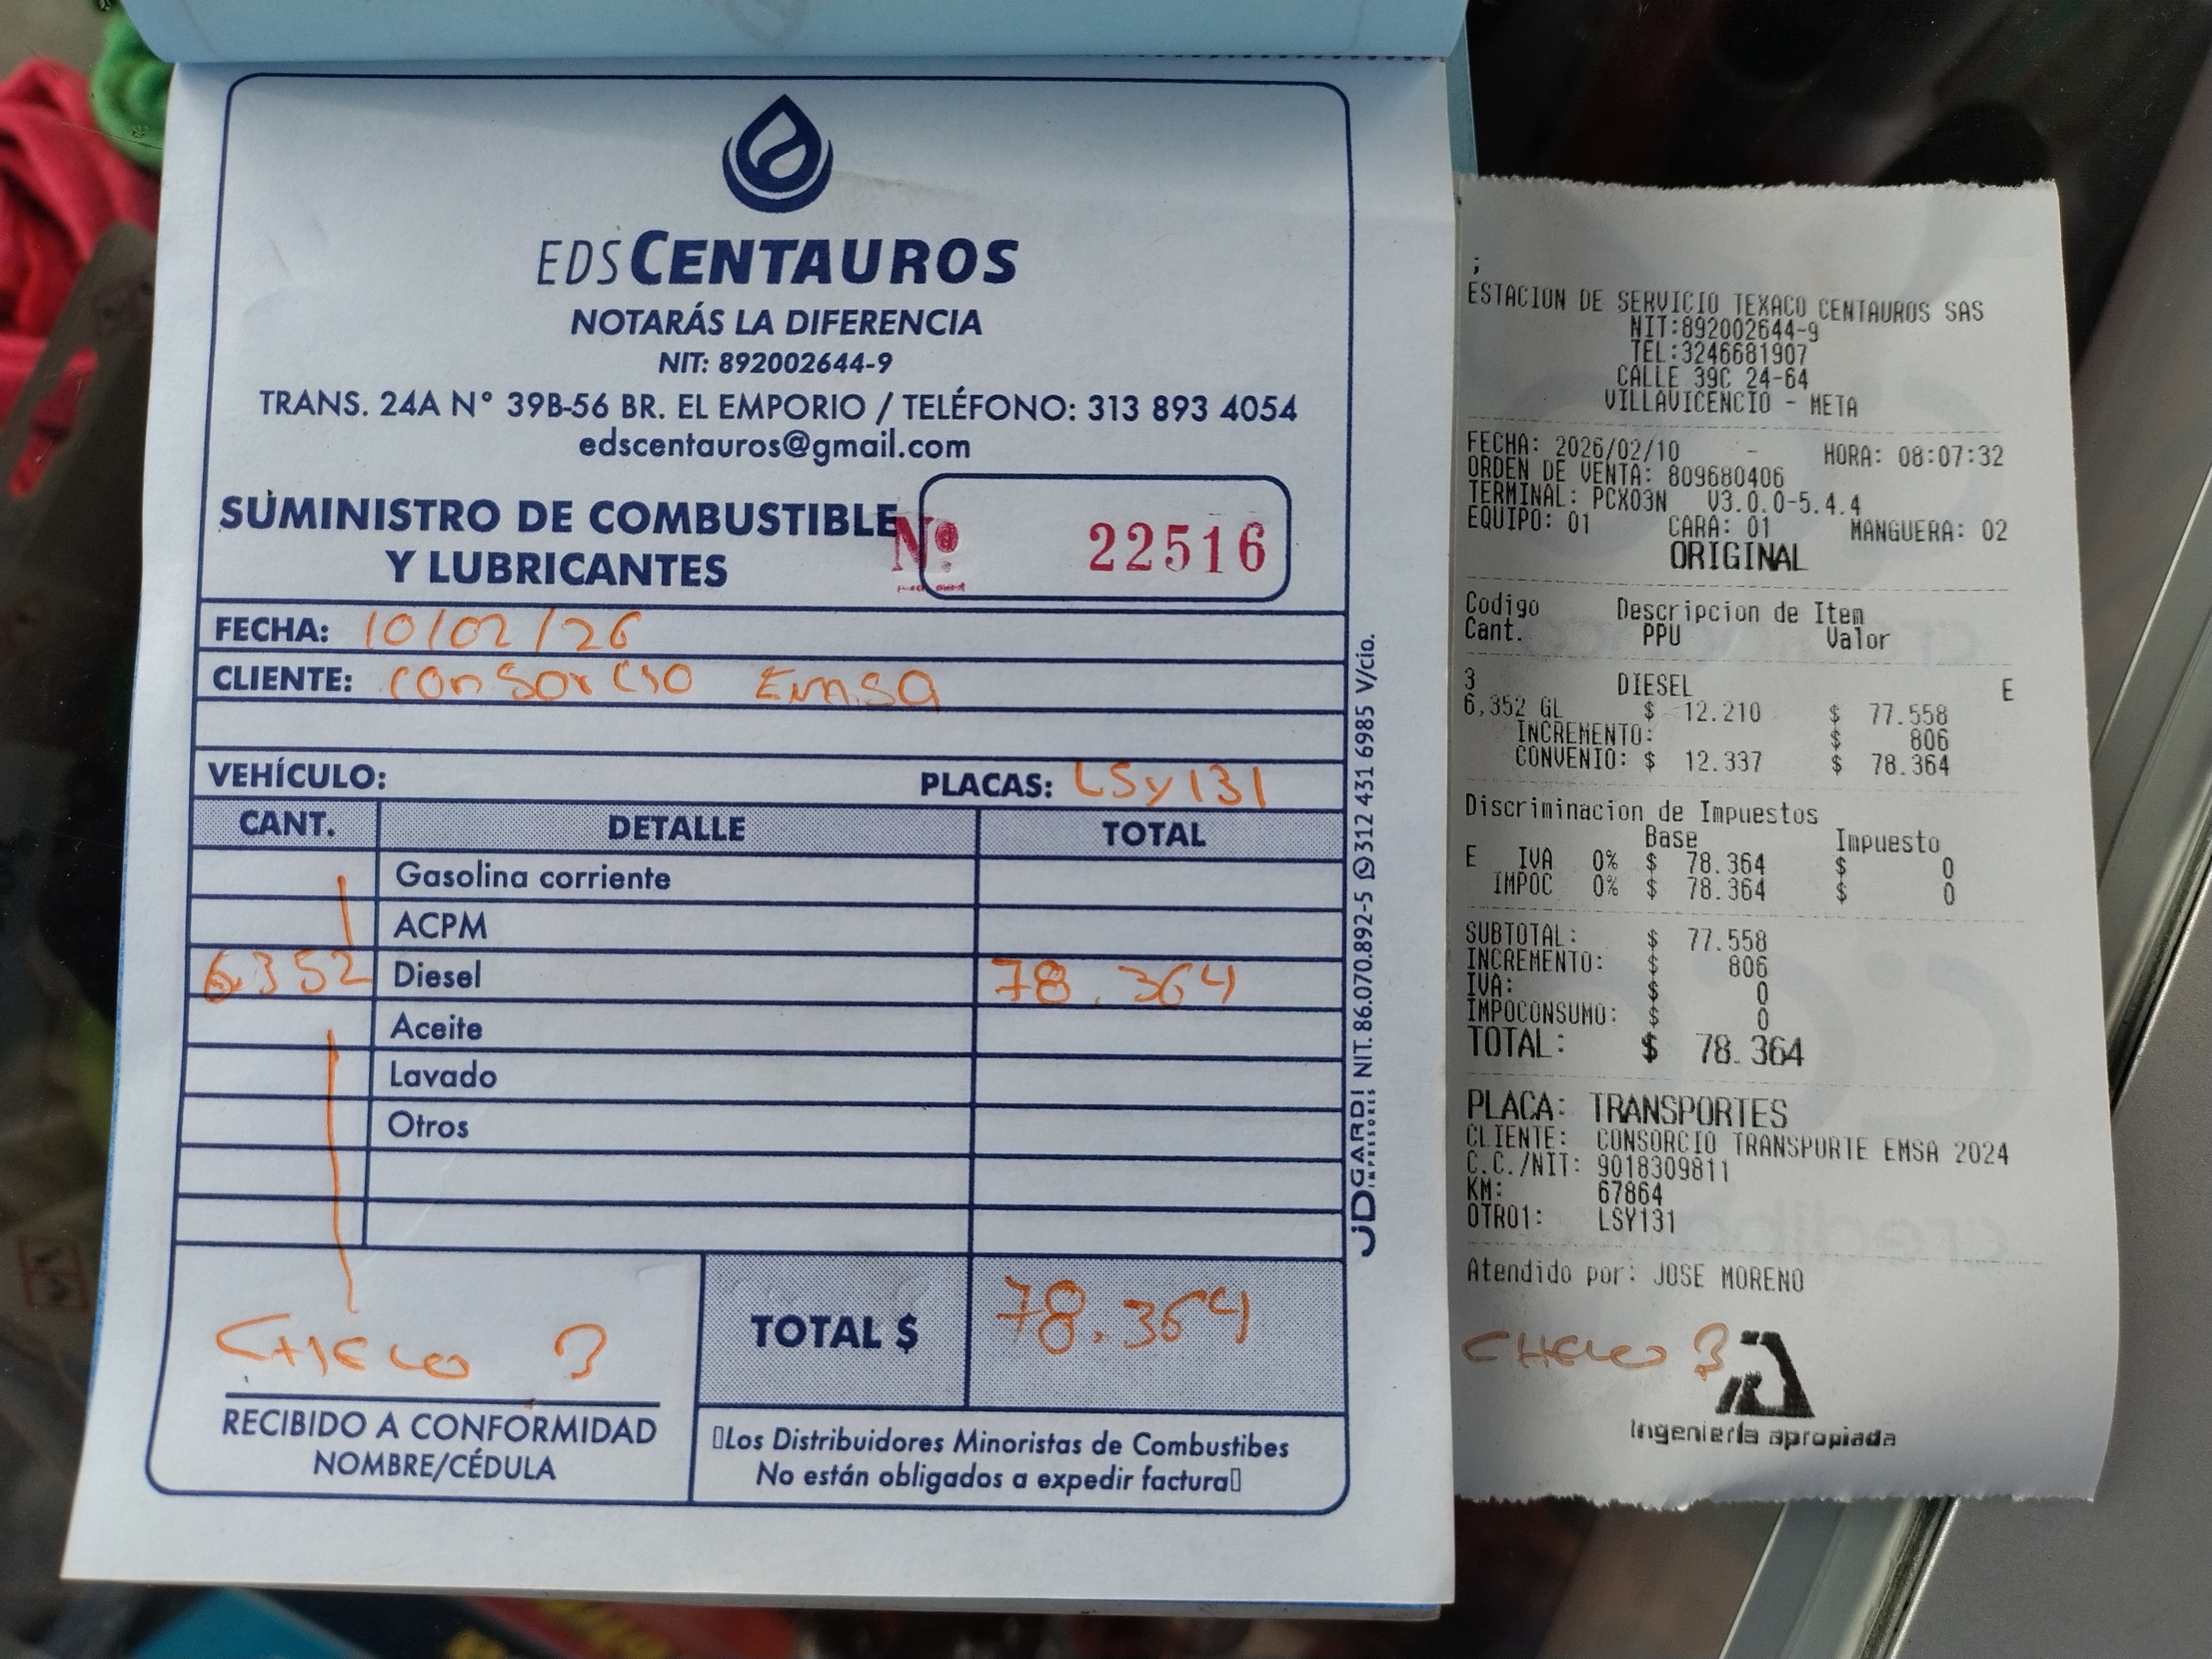 EDS CENTAUROS
NOTARÁS LA DIFERENCIA
NIT: 892002644-9
TRANS. 24A N° 39B-56 BR. EL EMPORIO / TELÉFONO: 313 893 4054
edscentauros@gmail.com
SUMINISTRO DE COMBUSTIBLE
Y LUBRICANTES
Nº 22516
FECHA: 10/02/26
CLIENTE: consorcio Emsa
VEHÍCULO: PLACAS: LSy131
CANT. DETALLE TOTAL
Gasolina corriente
ACPM
6.352 Diesel 78.364
Aceite
Lavado
Otros
CHELO 3
TOTAL $ 78.364
RECIBIDO A CONFORMIDAD
NOMBRE/CÉDULA
▯Los Distribuidores Minoristas de Combustibes
No están obligados a expedir factura▯
JDGARDI IMPRESORES NIT. 86.070.892-5 312 431 6985 V/cio.
;
ESTACION DE SERVICIO TEXACO CENTAUROS SAS
NIT:892002644-9
TEL:3246681907
CALLE 39C 24-64
VILLAVICENCIO - META
FECHA: 2026/02/10 - HORA: 08:07:32
ORDEN DE VENTA: 809680406
TERMINAL: PCX03N V3.0.0-5.4.4
EQUIPO: 01 CARA: 01 MANGUERA: 02
ORIGINAL
Codigo Descripcion de Item
Cant. PPU Valor
3 DIESEL E
6,352 GL $ 12.210 $ 77.558
INCREMENTO: $ 806
CONVENIO: $ 12.337 $ 78.364
Discriminacion de Impuestos
Base Impuesto
E IVA 0% $ 78.364 $ 0
IMPOC 0% $ 78.364 $ 0
SUBTOTAL: $ 77.558
INCREMENTO: $ 806
IVA: $ 0
IMPOCONSUMO: $ 0
TOTAL: $ 78.364
PLACA: TRANSPORTES
CLIENTE: CONSORCIO TRANSPORTE EMSA 2024
C.C./NIT: 9018309811
KM: 67864
OTRO1: LSY131
Atendido por: JOSE MORENO
CHELO 3
Ingeniería apropiada